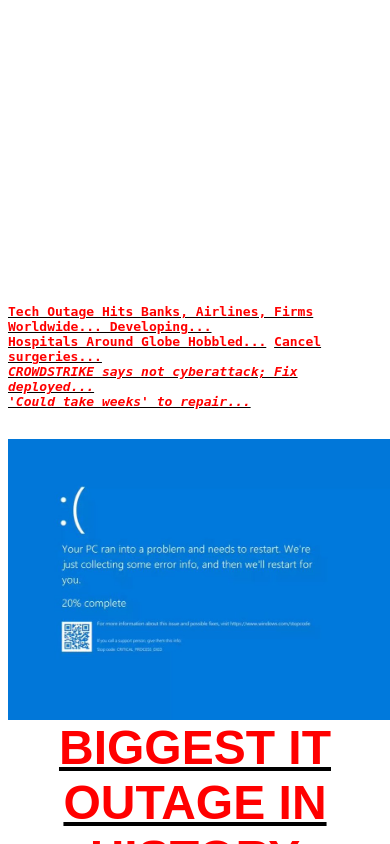 Tech Outage Hits Banks, Airlines, Firms
Worldwide... Developing...
Hospitals Around Globe Hobbled... Cancel
surgeries...
CROWDSTRIKE says not cyberattack; Fix
deployed...
'Could take weeks' to repair...
:(
Your PC ran into a problem and needs to restart. We're
just collecting some error info, and then we'll restart for
you.
20% complete
For more information about this issue and possible fixes, visit https://www.windows.com/stopcode
If you call a support person, give them this info:
Stop code: CRITICAL PROCESS DIED
BIGGEST IT
OUTAGE IN
HISTORY